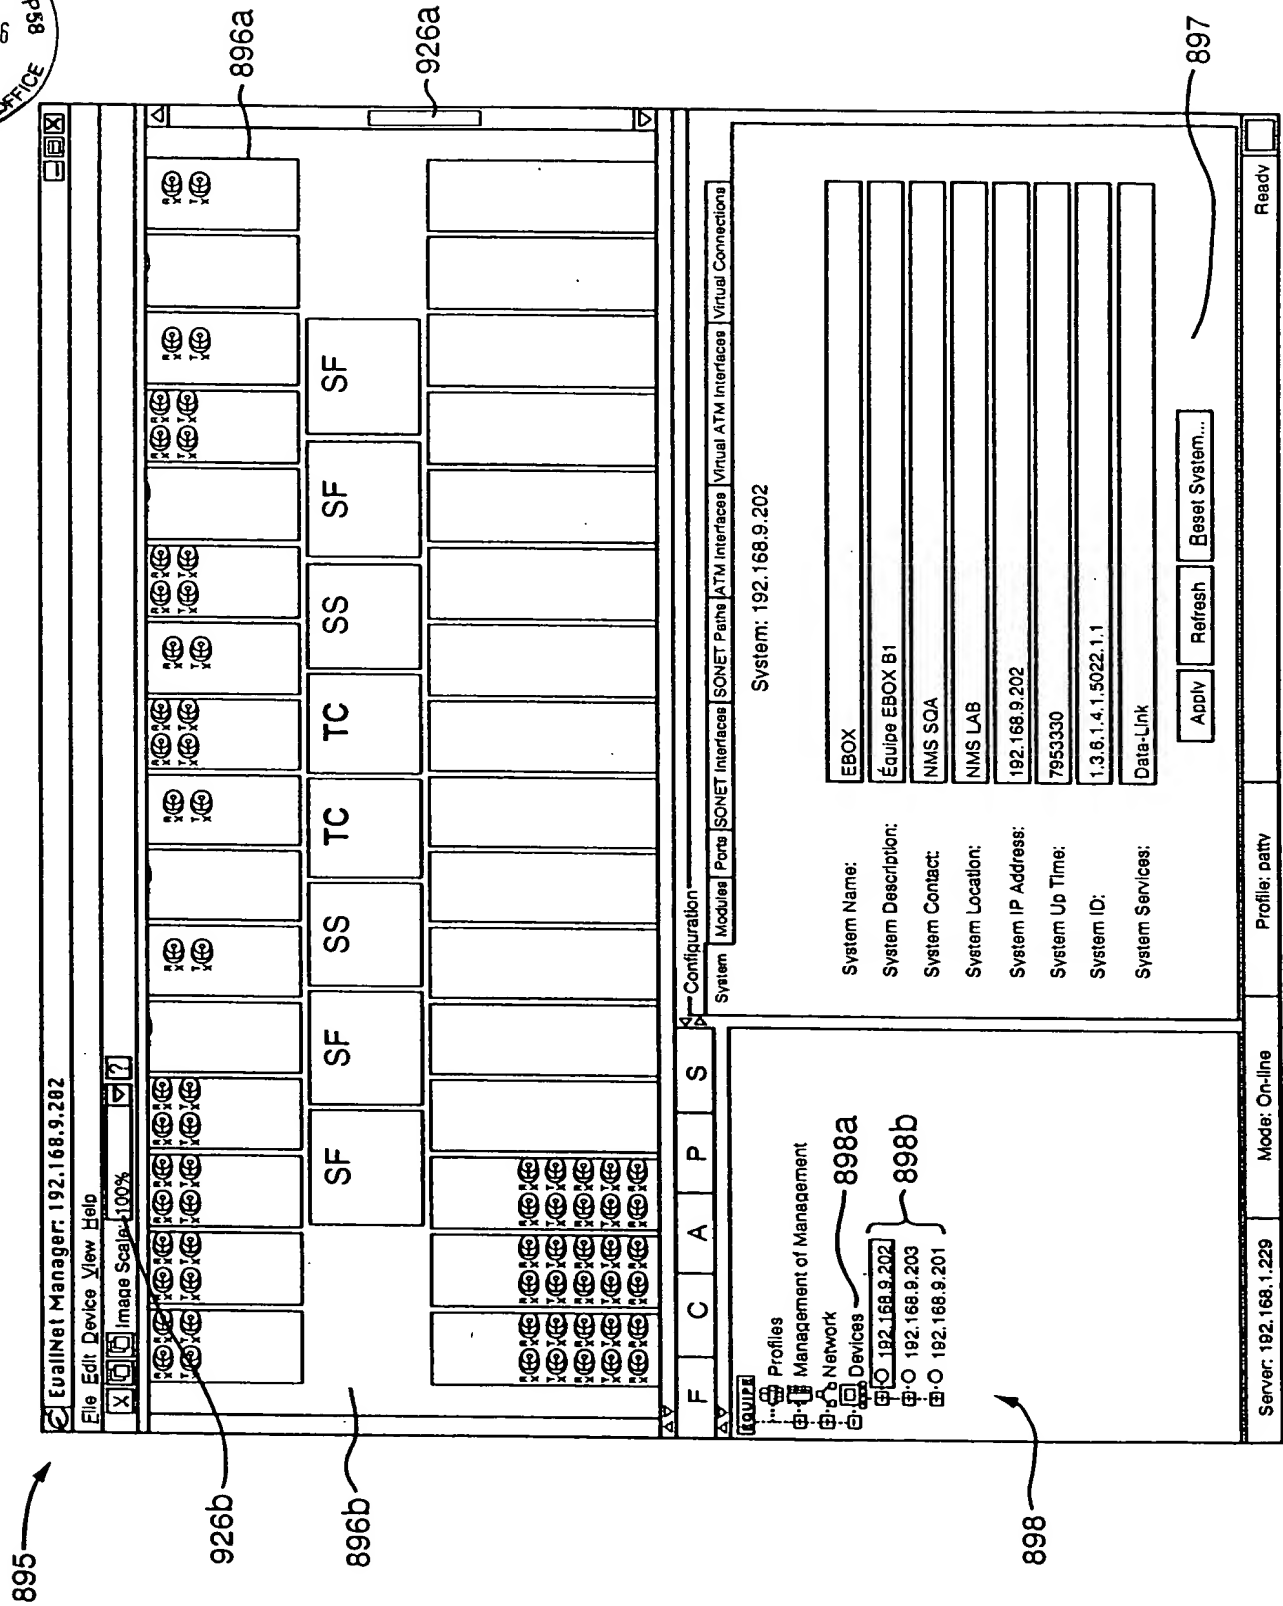 895
EualNet Manager: 192.168.9.202
File Edit Device View Help
Image Scale: 100% ?
926b
896a
926a
896b
SF SF SS TC TC SS SF SF
F C A P S
EQUIPE
Profiles
Management of Management
Network
Devices
192.168.9.202
192.168.9.203
192.168.9.201
898a
898b
898
Configuration
System Modules Ports SONET Interfaces SONET Paths ATM Interfaces Virtual ATM Interfaces Virtual Connections
System: 192.168.9.202
System Name: EBOX
System Description: Équipe EBOX B1
System Contact: NMS SQA
System Location: NMS LAB
System IP Address: 192.168.9.202
System Up Time: 7953330
System ID: 1.3.6.1.4.1.5022.1.1
System Services: Data-Link
Apply Refresh Reset System...
897
Server: 192.168.1.229 Mode: On-line Profile: patty Ready
OFFICE